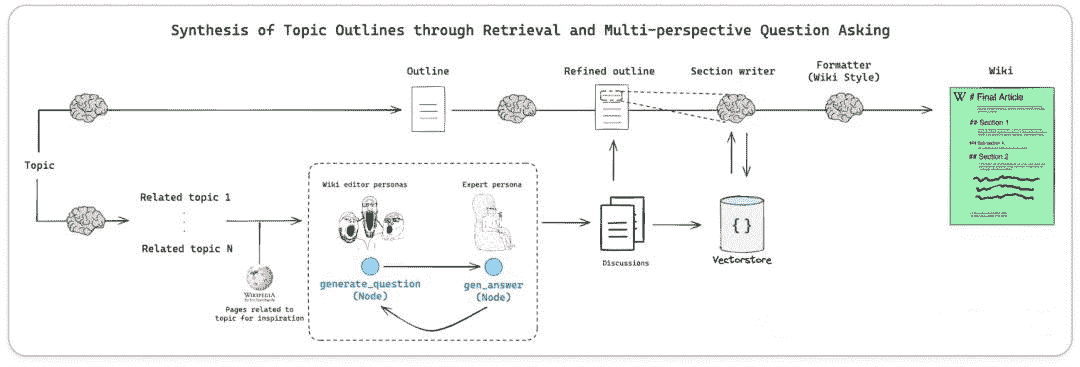 Synthesis of Topic Outlines through Retrieval and Multi-perspective Question Asking
Outline
Refined outline
Section writer
Formatter
(Wiki Style)
Wiki
W # Final Article
## Section 1
## Section 2
Topic
Related topic 1
Related topic N
Wiki editor personas
Expert persona
generate_question
(Node)
gen_answer
(Node)
WIKIPEDIA
Pages related to
topic for inspiration
Discussions
{}
Vectorstore